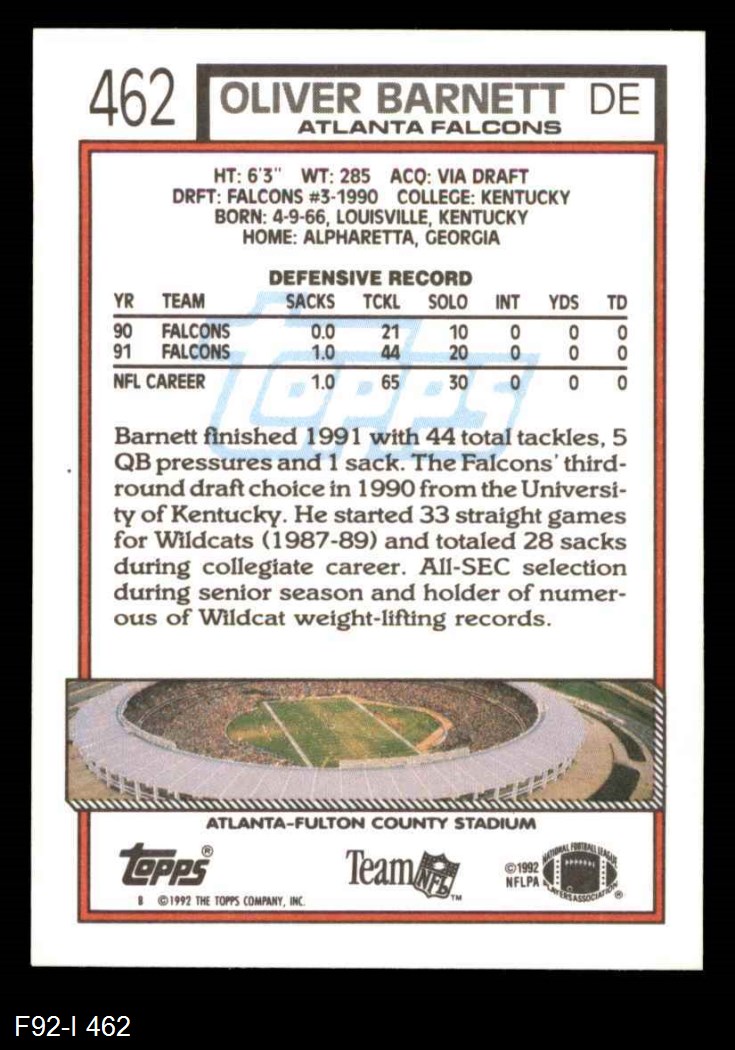 462 OLIVER BARNETT DE
ATLANTA FALCONS
HT: 6'3" WT: 285 ACQ: VIA DRAFT
DRFT: FALCONS #3-1990 COLLEGE: KENTUCKY
BORN: 4-9-66, LOUISVILLE, KENTUCKY
HOME: ALPHARETTA, GEORGIA
DEFENSIVE RECORD
YR TEAM SACKS TCKL SOLO INT YDS TD
90 FALCONS 0.0 21 10 0 0 0
91 FALCONS 1.0 44 20 0 0 0
NFL CAREER 1.0 65 30 0 0 0
topps
Barnett finished 1991 with 44 total tackles, 5
QB pressures and 1 sack. The Falcons' third-
round draft choice in 1990 from the Universi-
ty of Kentucky. He started 33 straight games
for Wildcats (1987-89) and totaled 28 sacks
during collegiate career. All-SEC selection
during senior season and holder of numer-
ous of Wildcat weight-lifting records.
ATLANTA-FULTON COUNTY STADIUM
topps®
Team NFL™
©1992
NFLPA
NATIONAL FOOTBALL LEAGUE
PLAYERS ASSOCIATION ®
B ©1992 THE TOPPS COMPANY, INC.
F92-I 462